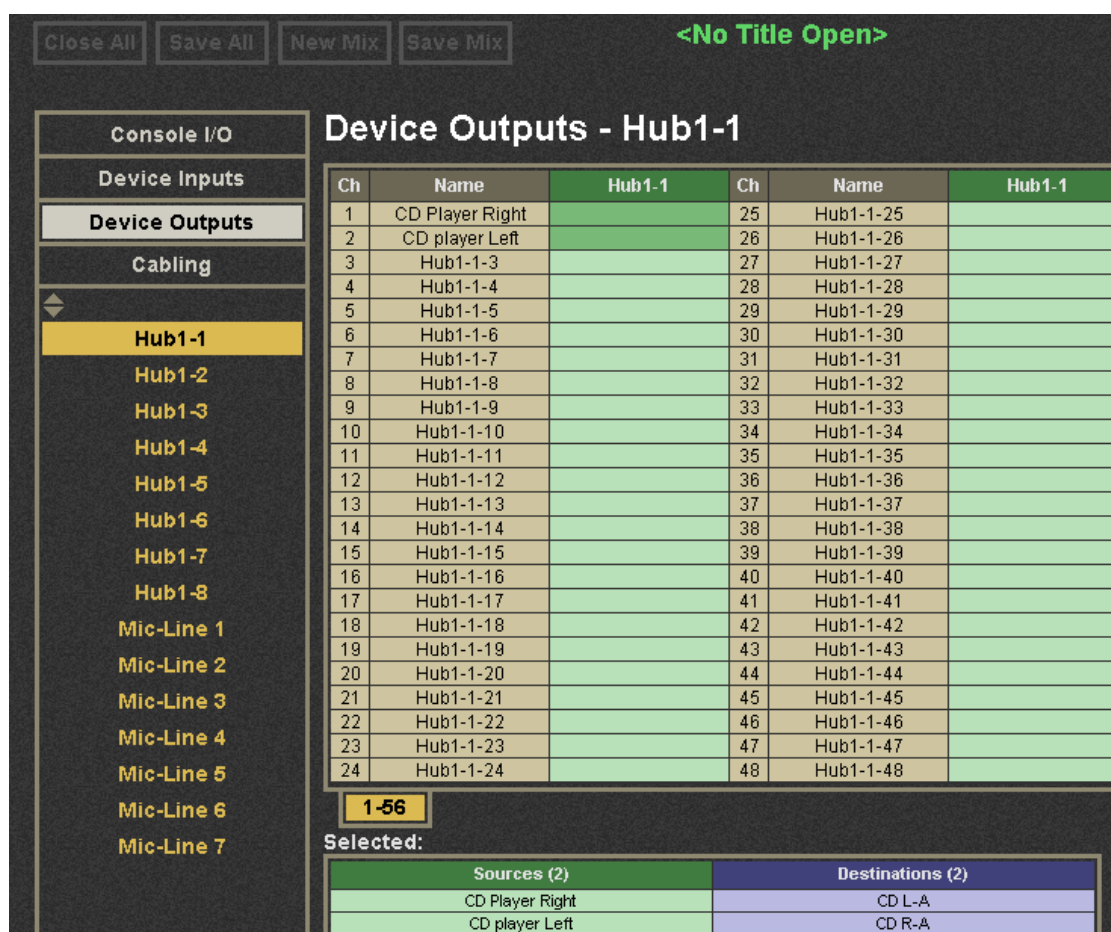 Close All Save All New Mix Save Mix
<No Title Open>
Console I/O
Device Inputs
Device Outputs
Cabling
Hub1-1
Hub1-2
Hub1-3
Hub1-4
Hub1-5
Hub1-6
Hub1-7
Hub1-8
Mic-Line 1
Mic-Line 2
Mic-Line 3
Mic-Line 4
Mic-Line 5
Mic-Line 6
Mic-Line 7
Device Outputs - Hub1-1
Ch Name Hub1-1 Ch Name Hub1-1
1 CD Player Right 25 Hub1-1-25
2 CD player Left 26 Hub1-1-26
3 Hub1-1-3 27 Hub1-1-27
4 Hub1-1-4 28 Hub1-1-28
5 Hub1-1-5 29 Hub1-1-29
6 Hub1-1-6 30 Hub1-1-30
7 Hub1-1-7 31 Hub1-1-31
8 Hub1-1-8 32 Hub1-1-32
9 Hub1-1-9 33 Hub1-1-33
10 Hub1-1-10 34 Hub1-1-34
11 Hub1-1-11 35 Hub1-1-35
12 Hub1-1-12 36 Hub1-1-36
13 Hub1-1-13 37 Hub1-1-37
14 Hub1-1-14 38 Hub1-1-38
15 Hub1-1-15 39 Hub1-1-39
16 Hub1-1-16 40 Hub1-1-40
17 Hub1-1-17 41 Hub1-1-41
18 Hub1-1-18 42 Hub1-1-42
19 Hub1-1-19 43 Hub1-1-43
20 Hub1-1-20 44 Hub1-1-44
21 Hub1-1-21 45 Hub1-1-45
22 Hub1-1-22 46 Hub1-1-46
23 Hub1-1-23 47 Hub1-1-47
24 Hub1-1-24 48 Hub1-1-48
1-56
Selected:
Sources (2) Destinations (2)
CD Player Right CD L-A
CD player Left CD R-A